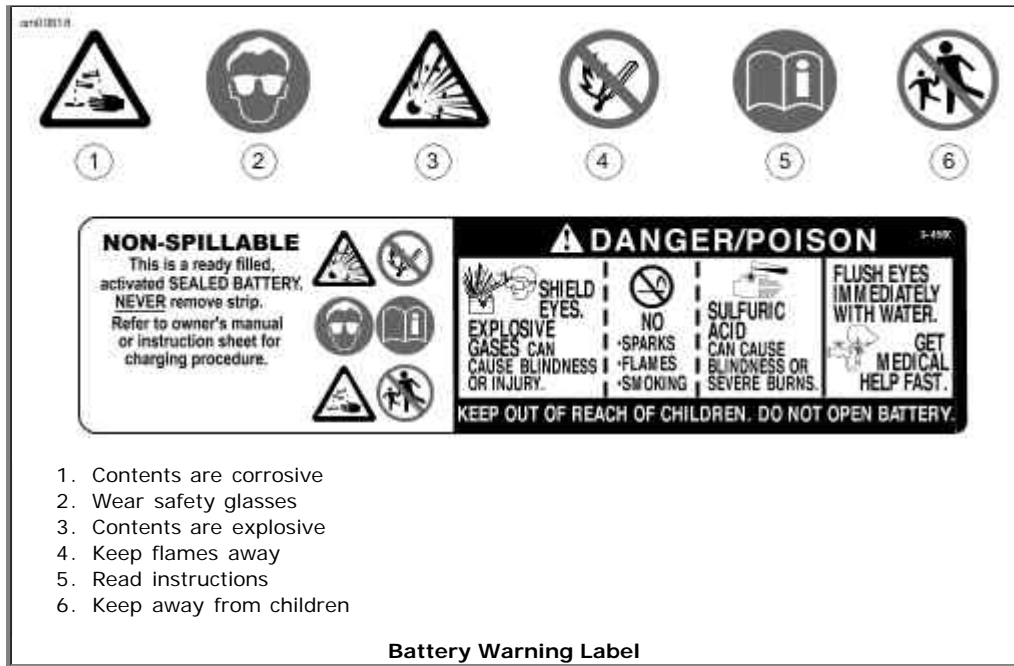 1
2
3
4
5
6
NON-SPILLABLE
This is a ready filled,
activated SEALED BATTERY.
NEVER remove strip.
Refer to owner's manual
or instruction sheet for
charging procedure.
DANGER/POISON
SHIELD
EYES.
EXPLOSIVE
GASES CAN
CAUSE BLINDNESS
OR INJURY.
NO
•SPARKS
•FLAMES
•SMOKING
SULFURIC
ACID
CAN CAUSE
BLINDNESS OR
SEVERE BURNS.
FLUSH EYES
IMMEDIATELY
WITH WATER.
GET
MEDICAL
HELP FAST.
KEEP OUT OF REACH OF CHILDREN. DO NOT OPEN BATTERY.
1. Contents are corrosive
2. Wear safety glasses
3. Contents are explosive
4. Keep flames away
5. Read instructions
6. Keep away from children
Battery Warning Label